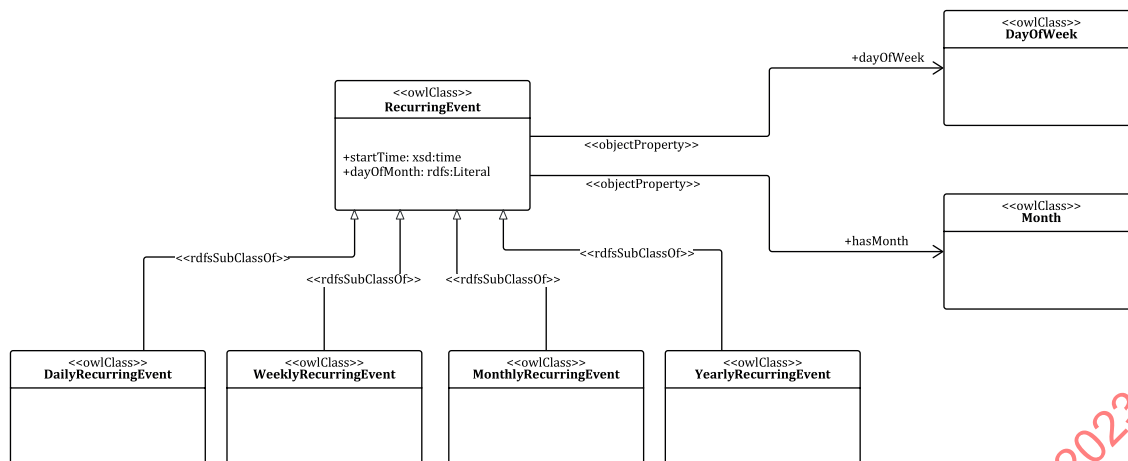 <<owlClass>>
DayOfWeek
+dayOfWeek
<<owlClass>>
RecurringEvent
+startTime: xsd:time
+dayOfMonth: rdfs:Literal
<<objectProperty>>
<<objectProperty>>
<<owlClass>>
Month
+hasMonth
<<rdfsSubClassOf>>
<<rdfsSubClassOf>>
<<rdfsSubClassOf>>
<<rdfsSubClassOf>>
<<owlClass>>
DailyRecurringEvent
<<owlClass>>
WeeklyRecurringEvent
<<owlClass>>
MonthlyRecurringEvent
<<owlClass>>
YearlyRecurringEvent
2023